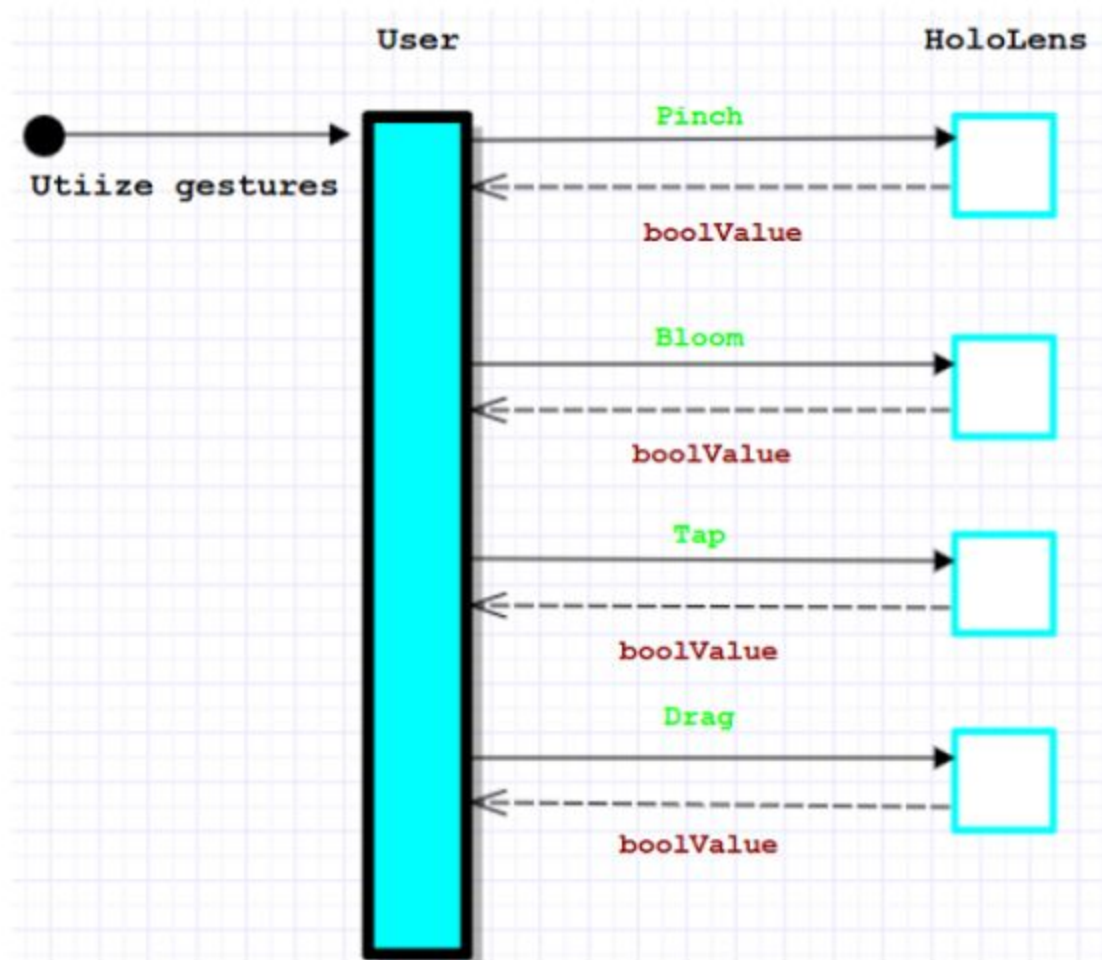 User
HoloLens
Pinch
Utiize gestures
boolValue
Bloom
boolValue
Tap
boolValue
Drag
boolValue